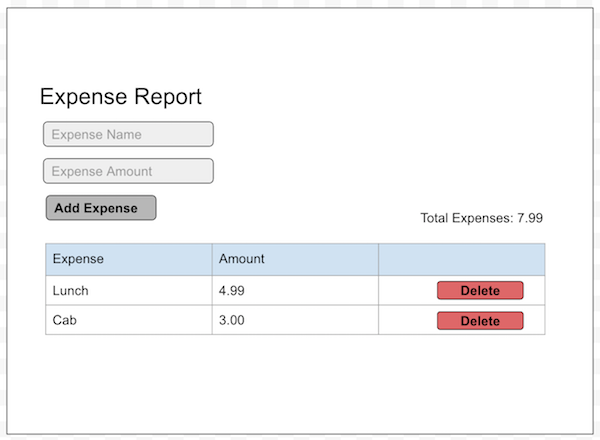 Expense Report
Expense Name
Expense Amount
Add Expense
Total Expenses: 7.99
Expense Amount
Lunch 4.99 Delete
Cab 3.00 Delete